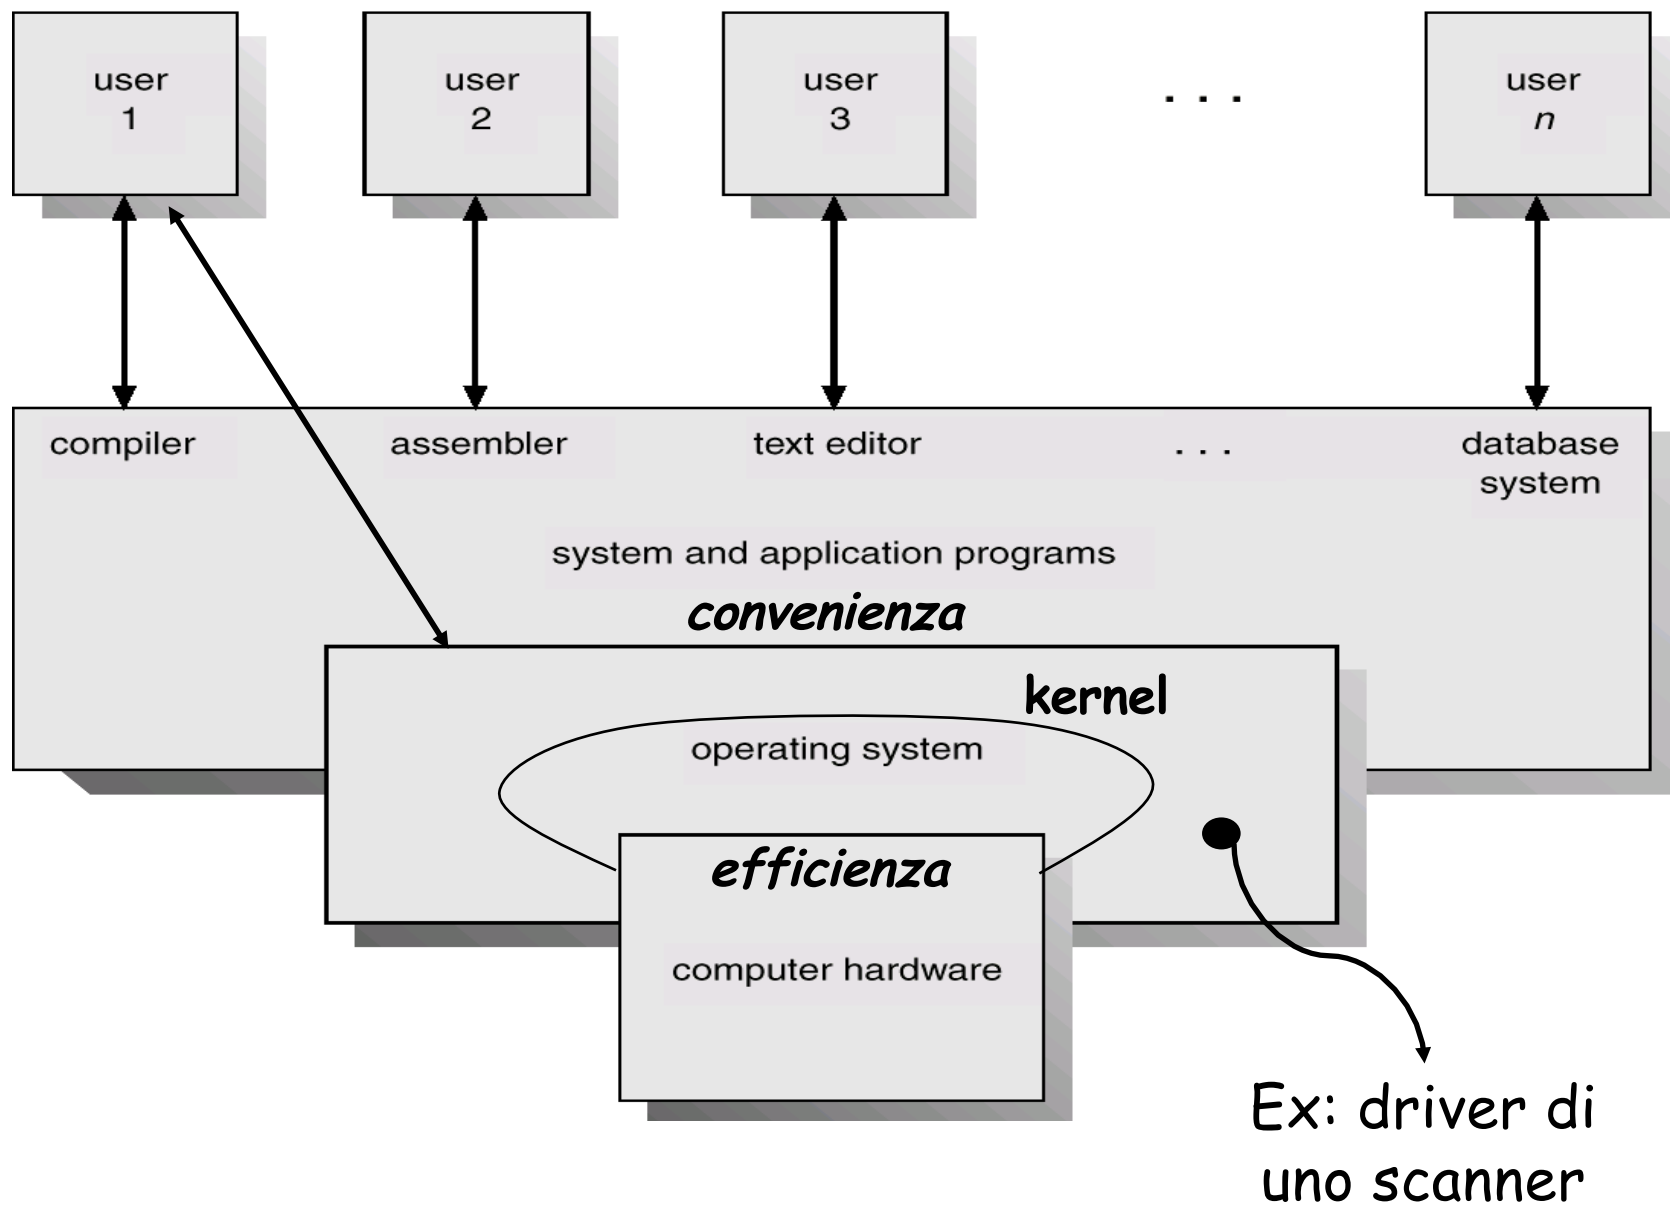 user
1
user
2
user
3
. . .
user
n
compiler
assembler
text editor
. . .
database
system
system and application programs
convenienza
kernel
operating system
efficienza
computer hardware
Ex: driver di
uno scanner